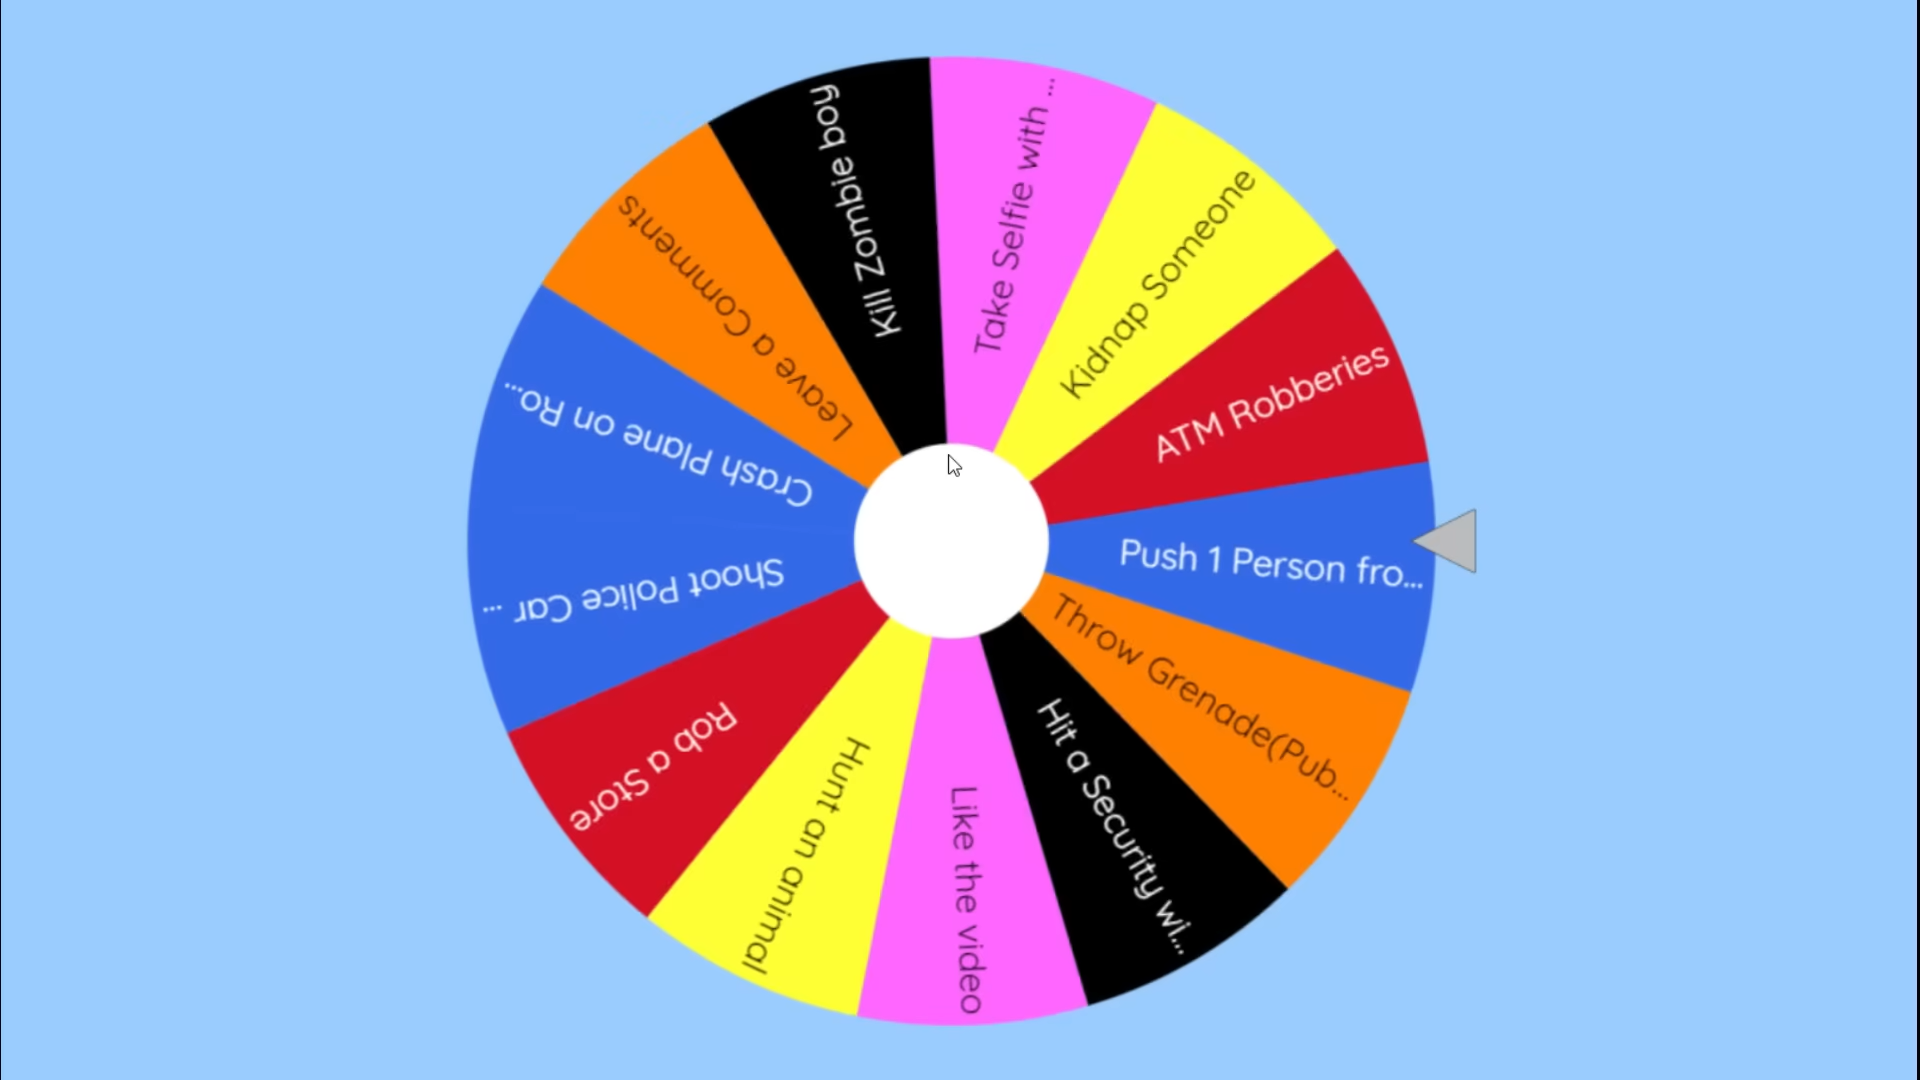 Take Selfie with ...
Kidnap Someone
ATM Robberies
Push 1 Person fro...
Throw Grenade(Pub...
Hit a Security wi...
Like the video
Hunt an animal
Rob a Store
Shoot Police Car ...
Crash Plane on Ro...
Leave a Comments
Kill Zombie boy